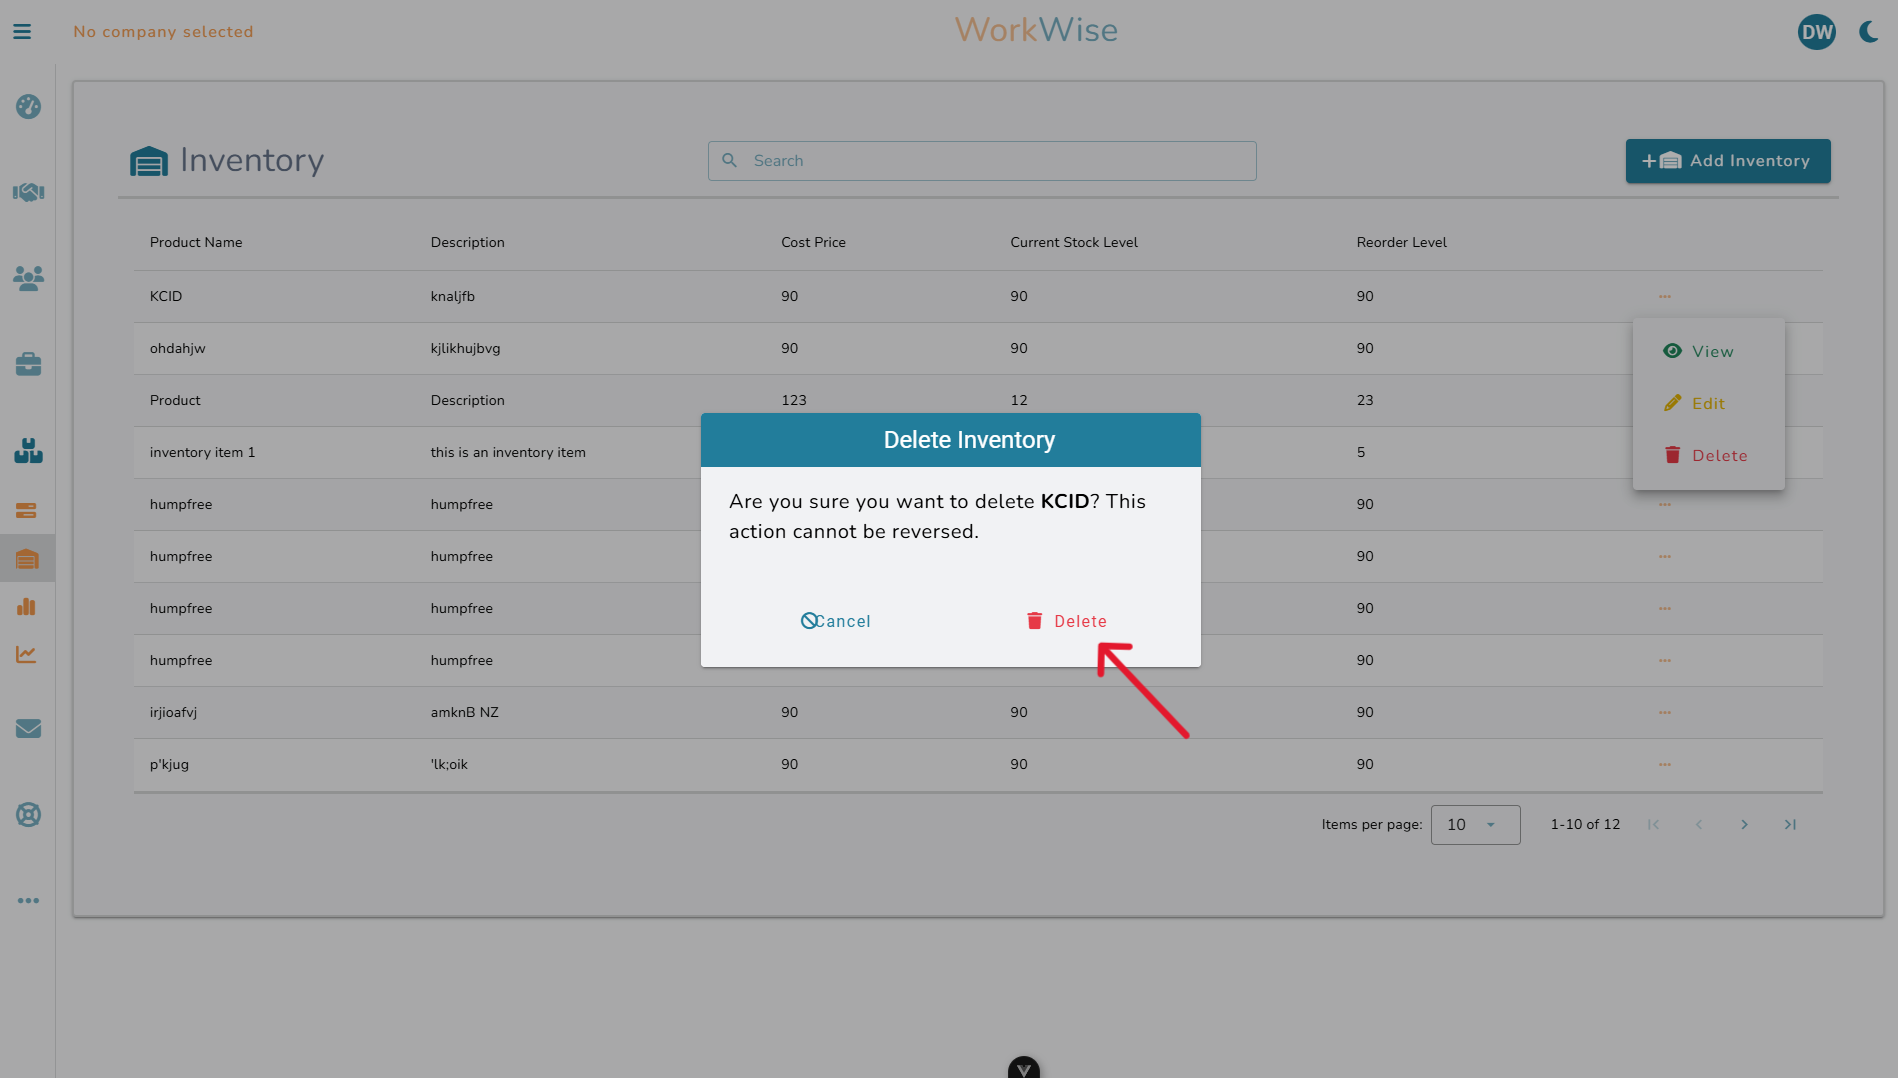 No company selected
WorkWise
DW
Inventory
Search
Add Inventory
Product Name Description Cost Price Current Stock Level Reorder Level
KCID knaljfb 90 90 90
ohdahjw kjlikhujbvg 90 90 90
View
Product Description 123 12 23
Edit
Delete Inventory
inventory item 1 this is an inventory item 5
Delete
Are you sure you want to delete KCID? This
action cannot be reversed.
humpfree humpfree 90
humpfree humpfree 90
humpfree humpfree 90
Cancel Delete
humpfree humpfree 90
irjioafvj amknB NZ 90 90 90
p'kjug 'lk;oik 90 90 90
Items per page: 10 1-10 of 12